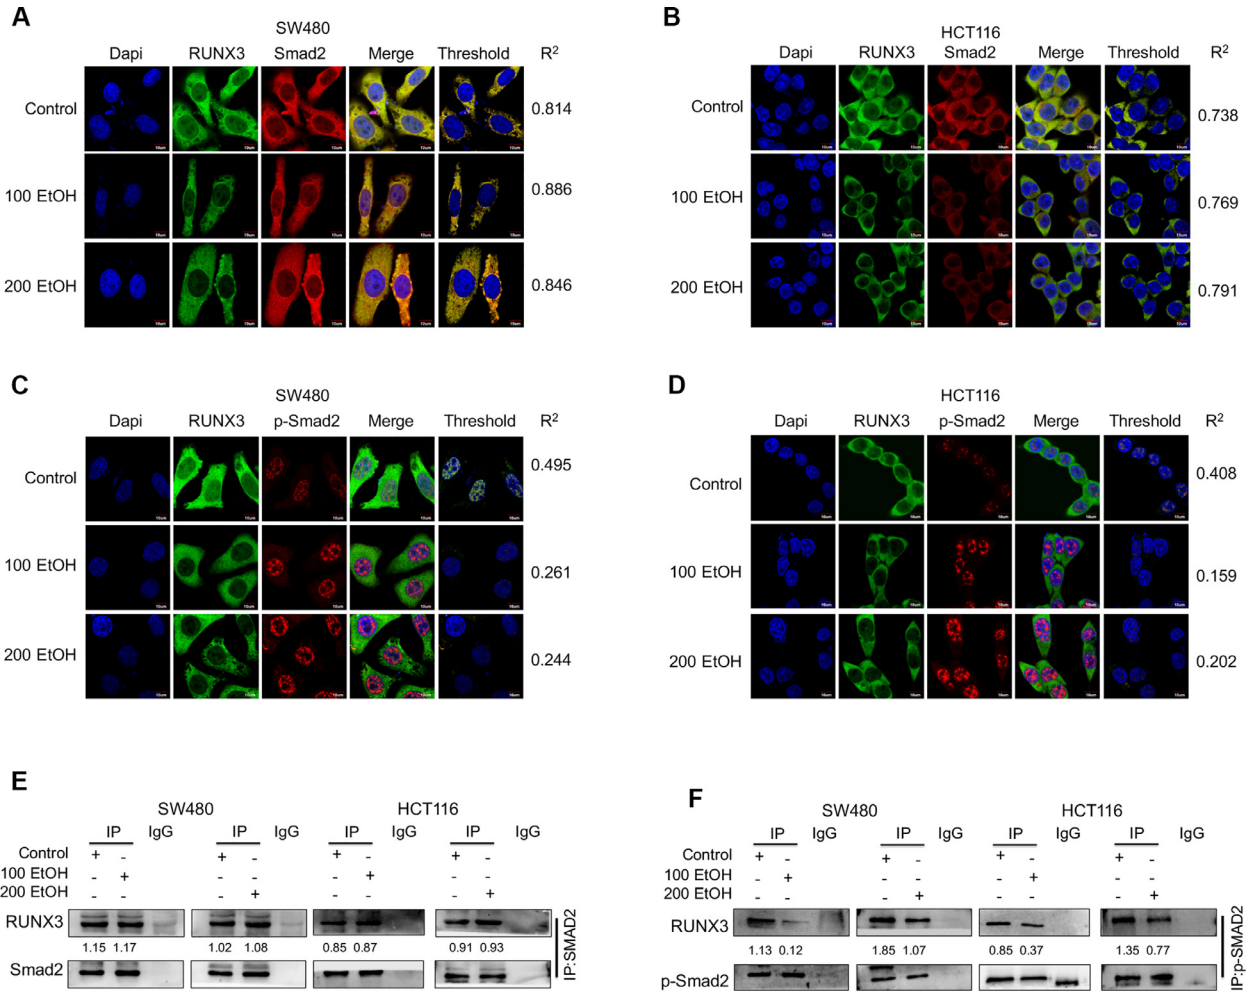 A
SW480
Dapi RUNX3 Smad2 Merge Threshold R2
Control 0.814
100 EtOH 0.886
200 EtOH 0.846
B
HCT116
Dapi RUNX3 Smad2 Merge Threshold R2
Control 0.738
100 EtOH 0.769
200 EtOH 0.791
C
SW480
Dapi RUNX3 p-Smad2 Merge Threshold R2
Control 0.495
100 EtOH 0.261
200 EtOH 0.244
D
HCT116
Dapi RUNX3 p-Smad2 Merge Threshold R2
Control 0.408
100 EtOH 0.159
200 EtOH 0.202
E
SW480 HCT116
IP IgG IP IgG IP IgG IP IgG
Control + - + - + - + -
100 EtOH - + - - - + - -
200 EtOH - - - + - - - +
RUNX3
1.15 1.17 1.02 1.08 0.85 0.87 0.91 0.93
Smad2
IP:SMAD2
F
SW480 HCT116
IP IgG IP IgG IP IgG IP IgG
Control + - + - + - + -
100 EtOH - + - - - + - -
200 EtOH - - - + - - - +
RUNX3
1.13 0.12 1.85 1.07 0.85 0.37 1.35 0.77
p-Smad2
IP:p-SMAD2